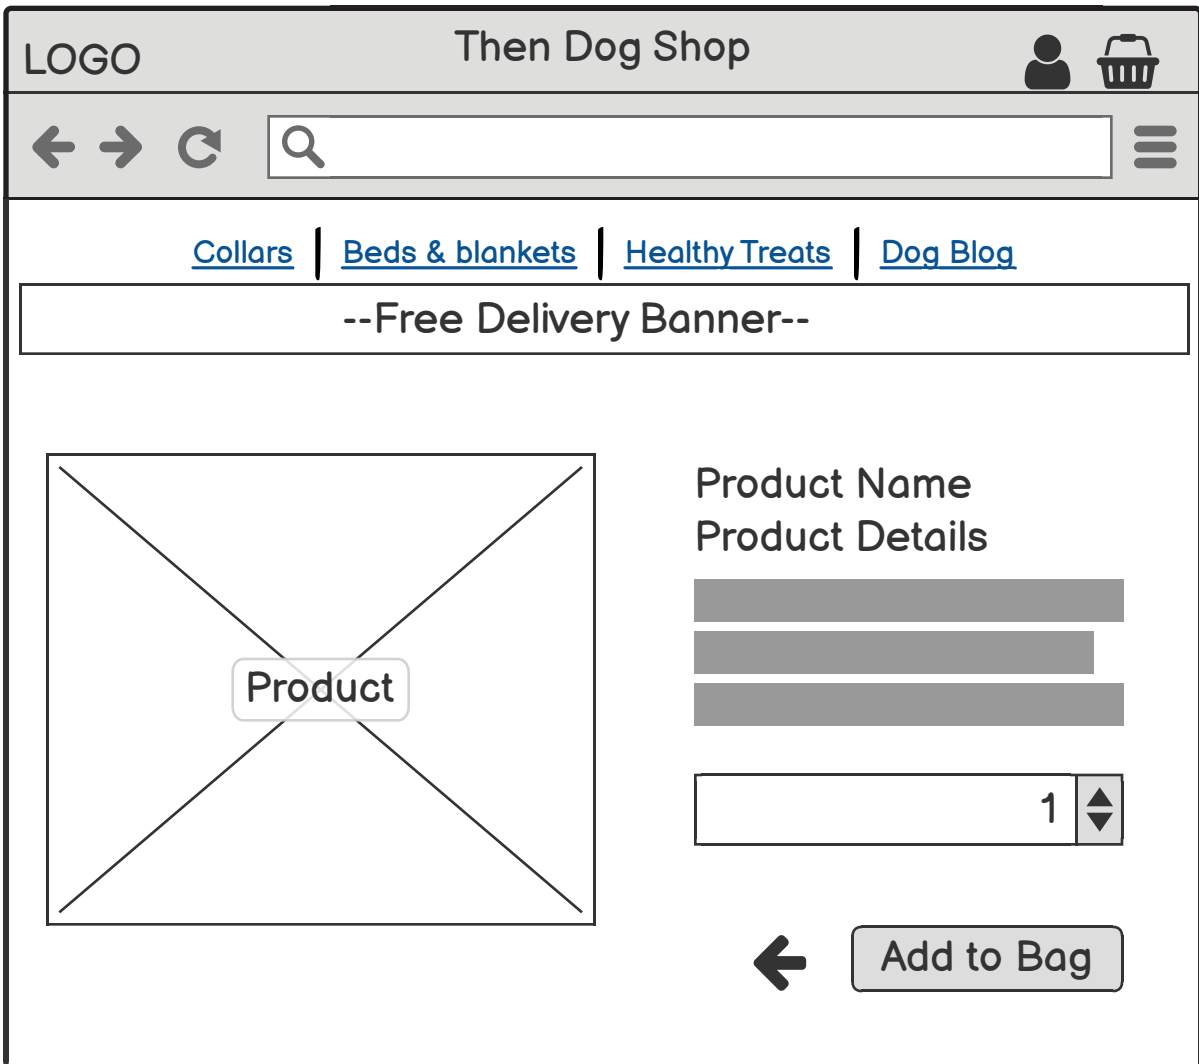 LOGO
Then Dog Shop
Collars
Beds & blankets
Healthy Treats
Dog Blog
--Free Delivery Banner--
Product
Product Name
Product Details
1
Add to Bag